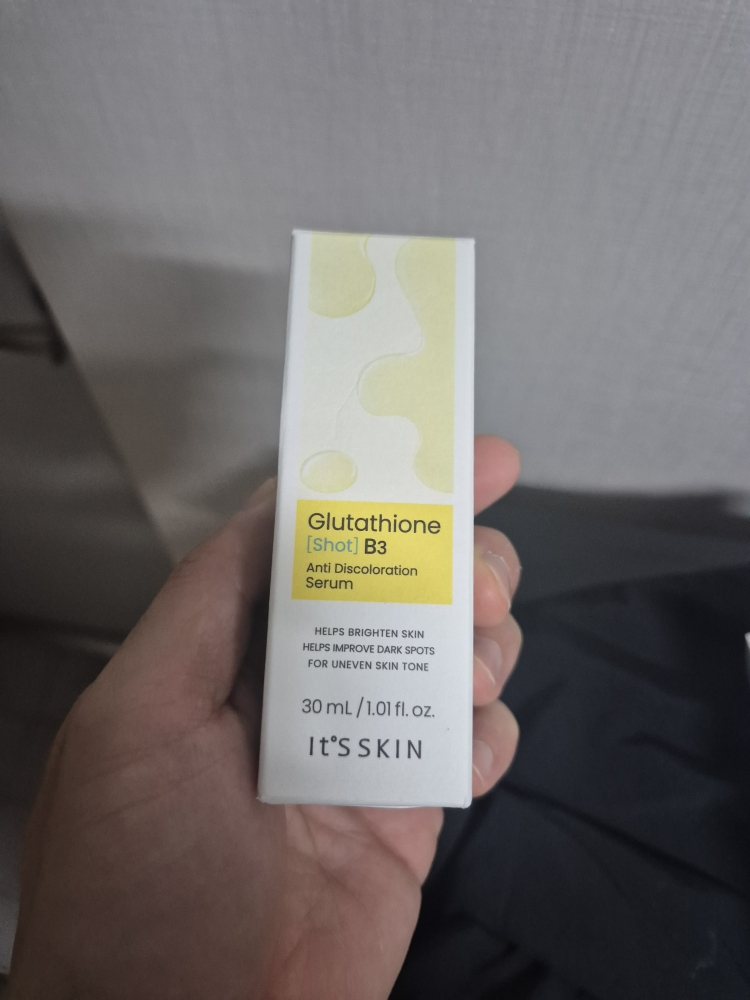 Glutathione
[Shot] B3
Anti Discoloration
Serum
HELPS BRIGHTEN SKIN
HELPS IMPROVE DARK SPOTS
FOR UNEVEN SKIN TONE
30 mL / 1.01 fl. oz.
It'S SKIN